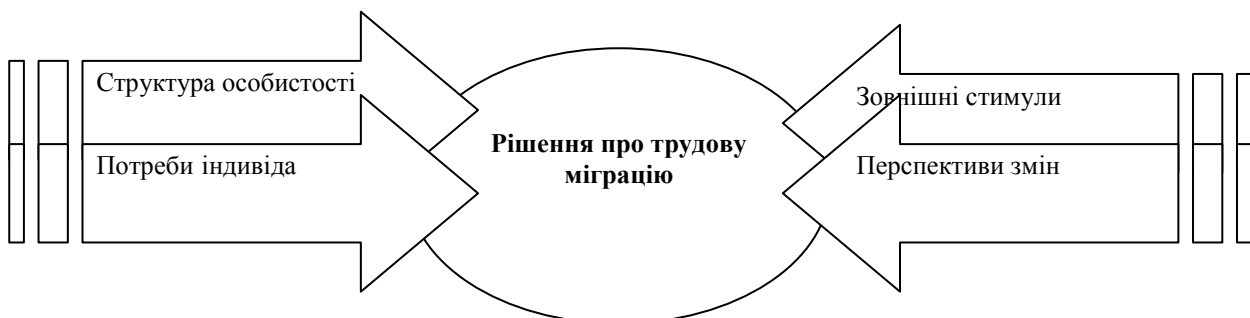 Структура особистості
Потреби індивіда
Рішення про трудову
міграцію
Зовнішні стимули
Перспективи змін